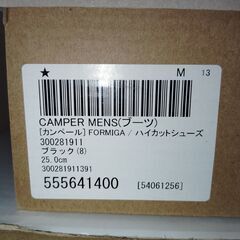 ★ M 13
CAMPER MENS(ブーツ)
[カンペール] FORMIGA / ハイカットシューズ
300281911
ブラック(8)
25.0cm
300281911391
555641400 [54061256]